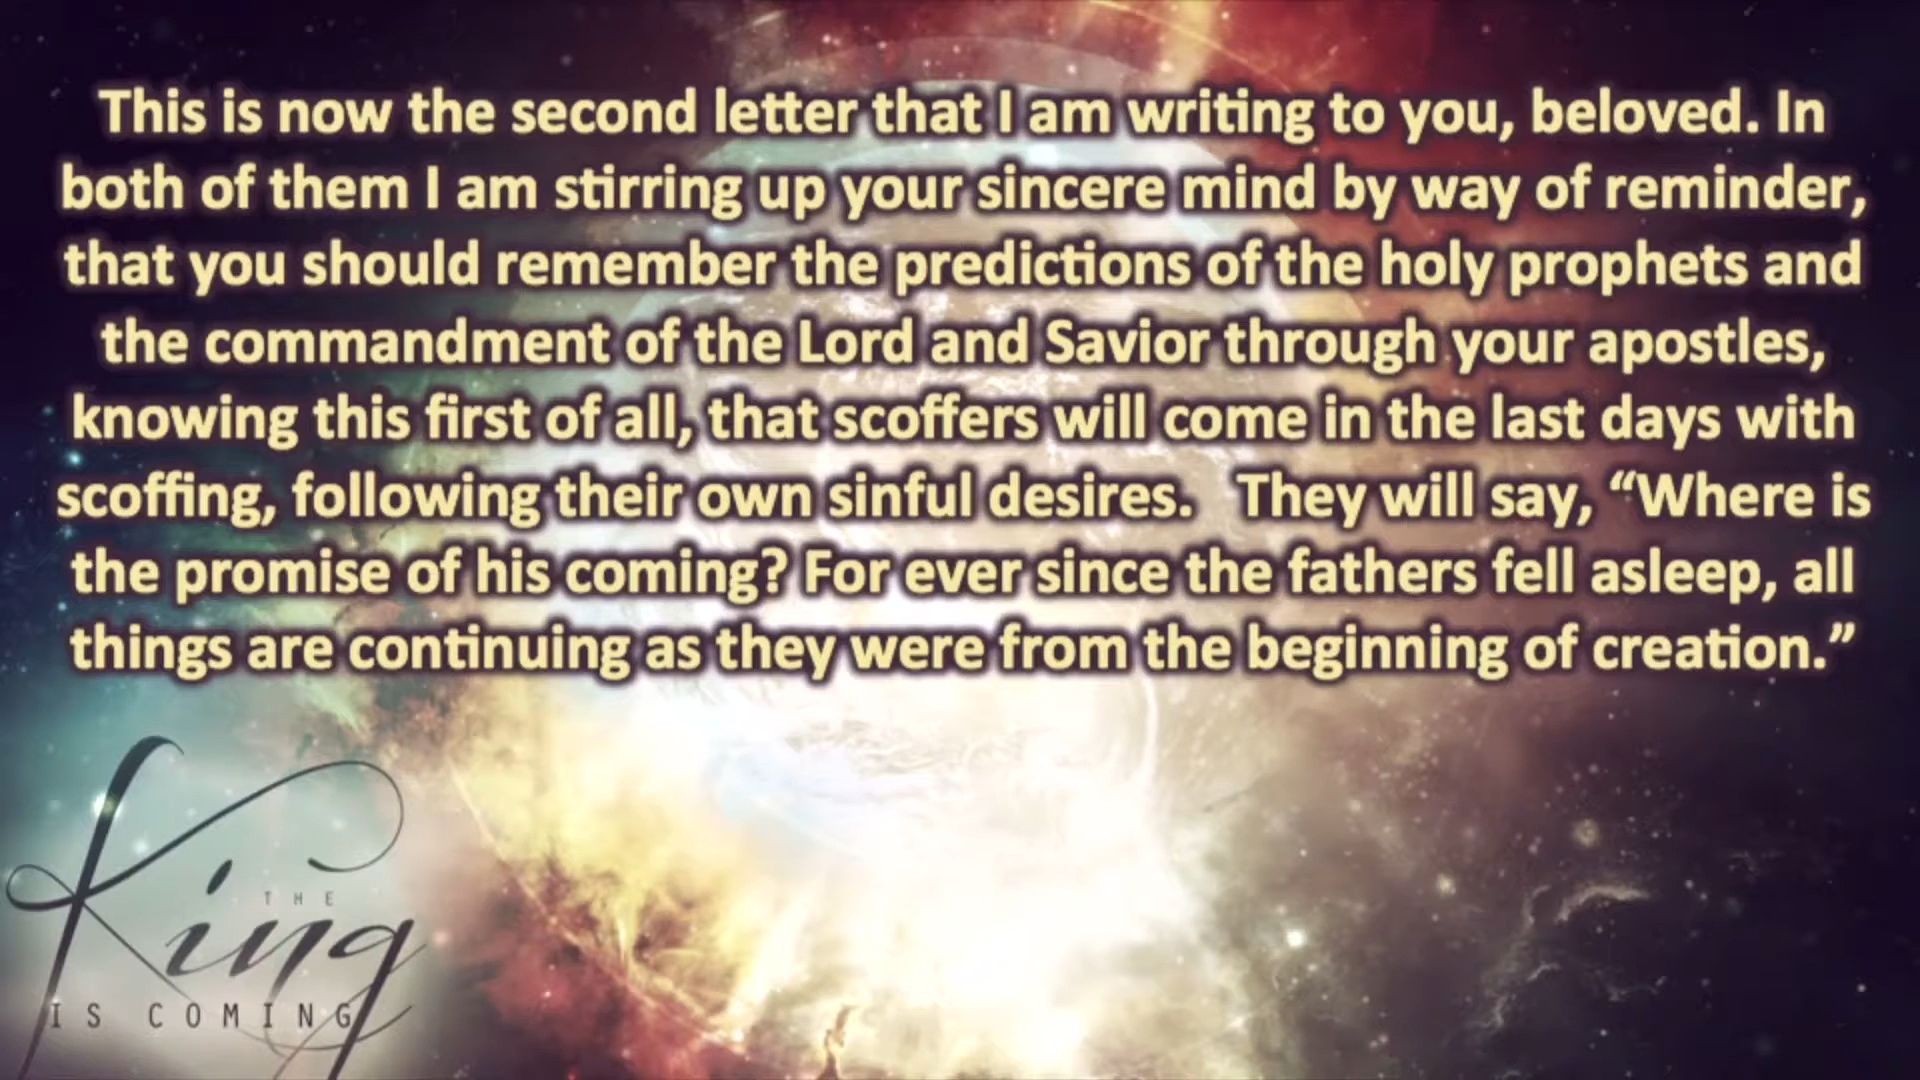 This is now the second letter that I am writing to you, beloved. In
both of them I am stirring up your sincere mind by way of reminder,
that you should remember the predictions of the holy prophets and
the commandment of the Lord and Savior through your apostles,
knowing this first of all, that scoffers will come in the last days with
scoffing, following their own sinful desires.   They will say, “Where is
the promise of his coming? For ever since the fathers fell asleep, all
things are continuing as they were from the beginning of creation.”
THE
King
IS COMING